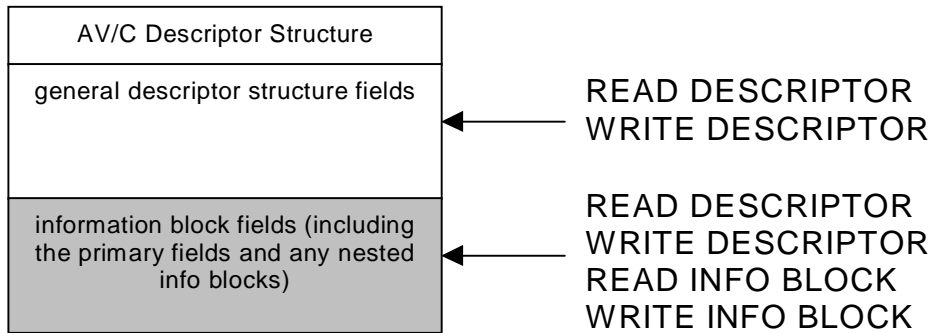 AV/C Descriptor Structure
general descriptor structure fields
READ DESCRIPTOR
WRITE DESCRIPTOR
information block fields (including
the primary fields and any nested
info blocks)
READ DESCRIPTOR
WRITE DESCRIPTOR
READ INFO BLOCK
WRITE INFO BLOCK